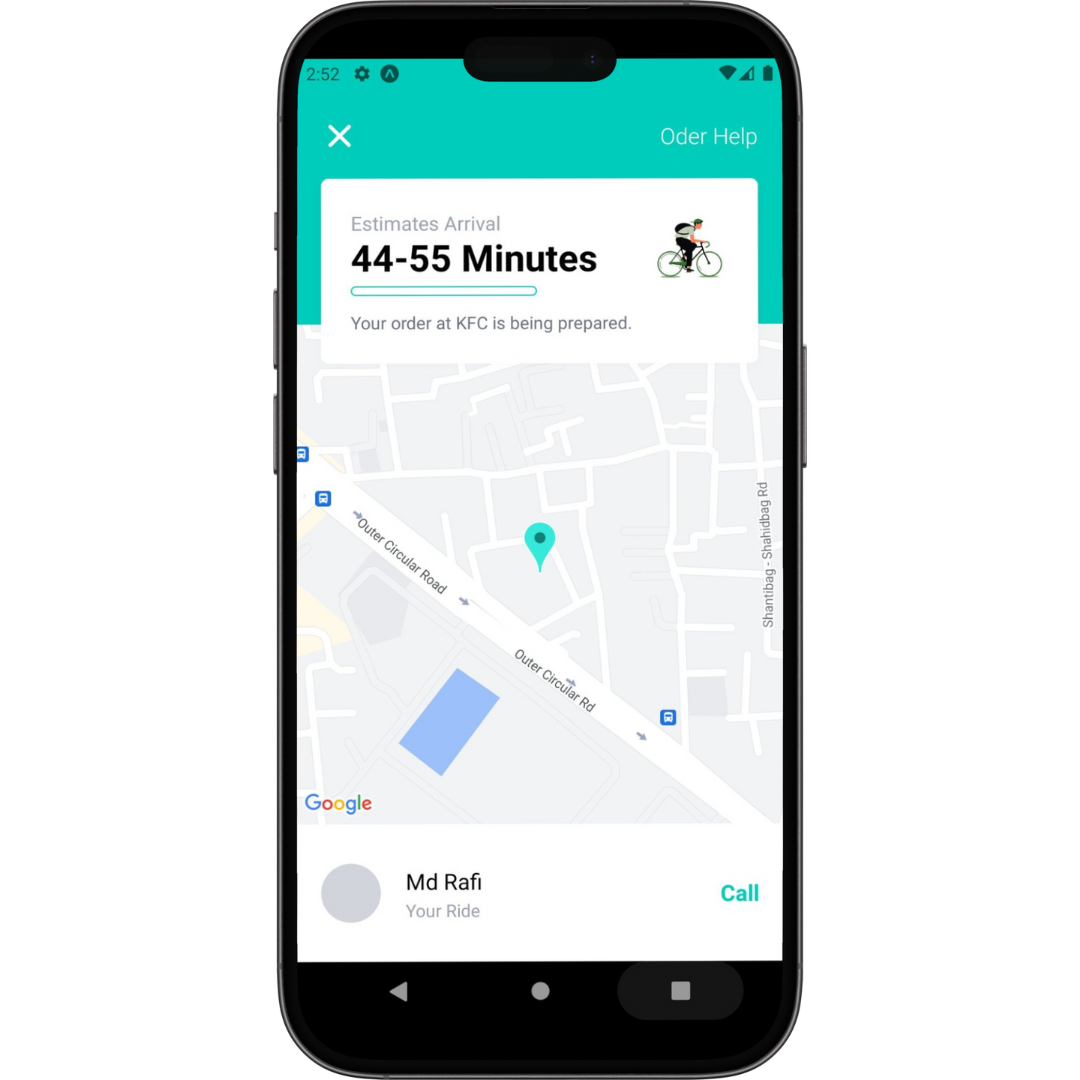 2:52
Oder Help
Estimates Arrival
44-55 Minutes
Your order at KFC is being prepared.
Shantibag - Shahidbag Rd
Outer Circular Road
Outer Circular Rd
Google
Md Rafi
Your Ride
Call